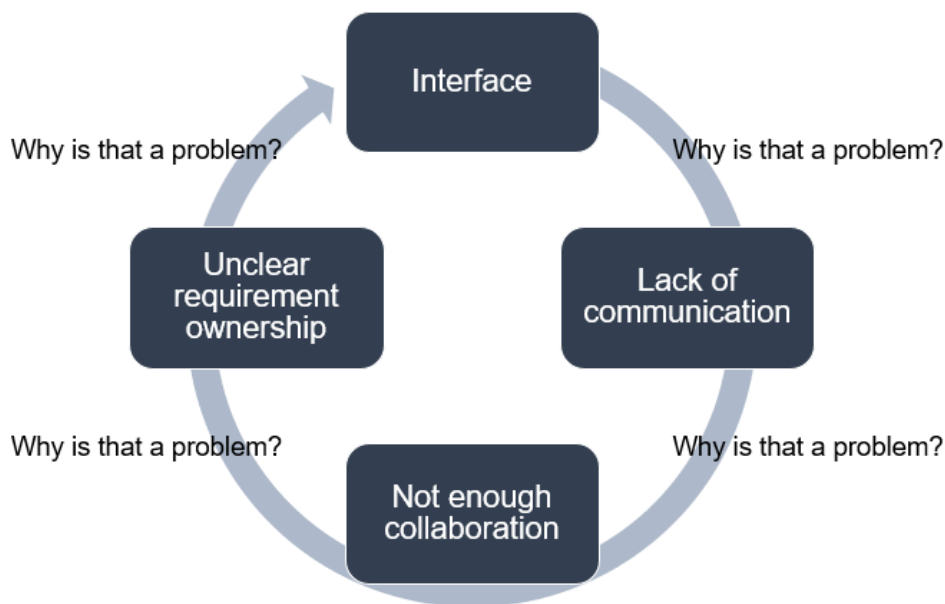 Interface
Why is that a problem?
Why is that a problem?
Unclear
requirement
ownership
Lack of
communication
Why is that a problem?
Why is that a problem?
Not enough
collaboration